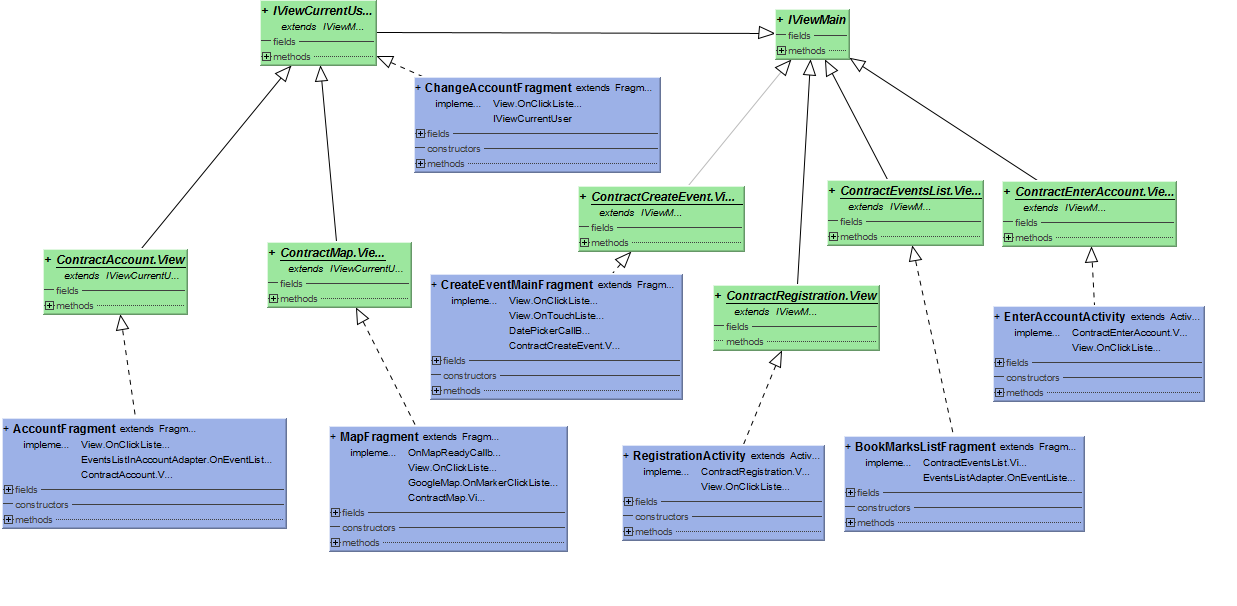 + IViewCurrentUs...
extends IViewM...
fields
methods
+ IViewMain
fields
methods
+ ChangeAccountFragment extends Fragm...
impleme... View.OnClickListe...
IViewCurrentUser
fields
constructors
methods
+ ContractCreateEvent.Vi...
extends IViewM...
fields
methods
+ ContractEventsList.Vie...
extends IViewM...
fields
methods
+ ContractEnterAccount.Vie...
extends IViewM...
fields
methods
+ ContractAccount.View
extends IViewCurrentU...
fields
methods
+ ContractMap.Vie...
extends IViewCurrentU...
fields
methods
+ CreateEventMainFragment extends Fragm...
impleme... View.OnClickListe...
View.OnTouchListe...
DatePickerCallB...
ContractCreateEvent.V...
fields
constructors
methods
+ ContractRegistration.View
extends IViewM...
fields
methods
+ EnterAccountActivity extends Activ...
impleme... ContractEnterAccount.V...
View.OnClickListe...
fields
constructors
methods
+ AccountFragment extends Fragm...
impleme... View.OnClickListe...
EventsListInAccountAdapter.OnEventList...
ContractAccount.V...
fields
constructors
methods
+ MapFragment extends Fragm...
impleme... OnMapReadyCallb...
View.OnClickListe...
GoogleMap.OnMarkerClickListe...
ContractMap.Vi...
fields
constructors
methods
+ RegistrationActivity extends Activ...
impleme... ContractRegistration.V...
View.OnClickListe...
fields
constructors
methods
+ BookMarksListFragment extends Fragm...
impleme... ContractEventsList.Vi...
EventsListAdapter.OnEventListe...
fields
constructors
methods